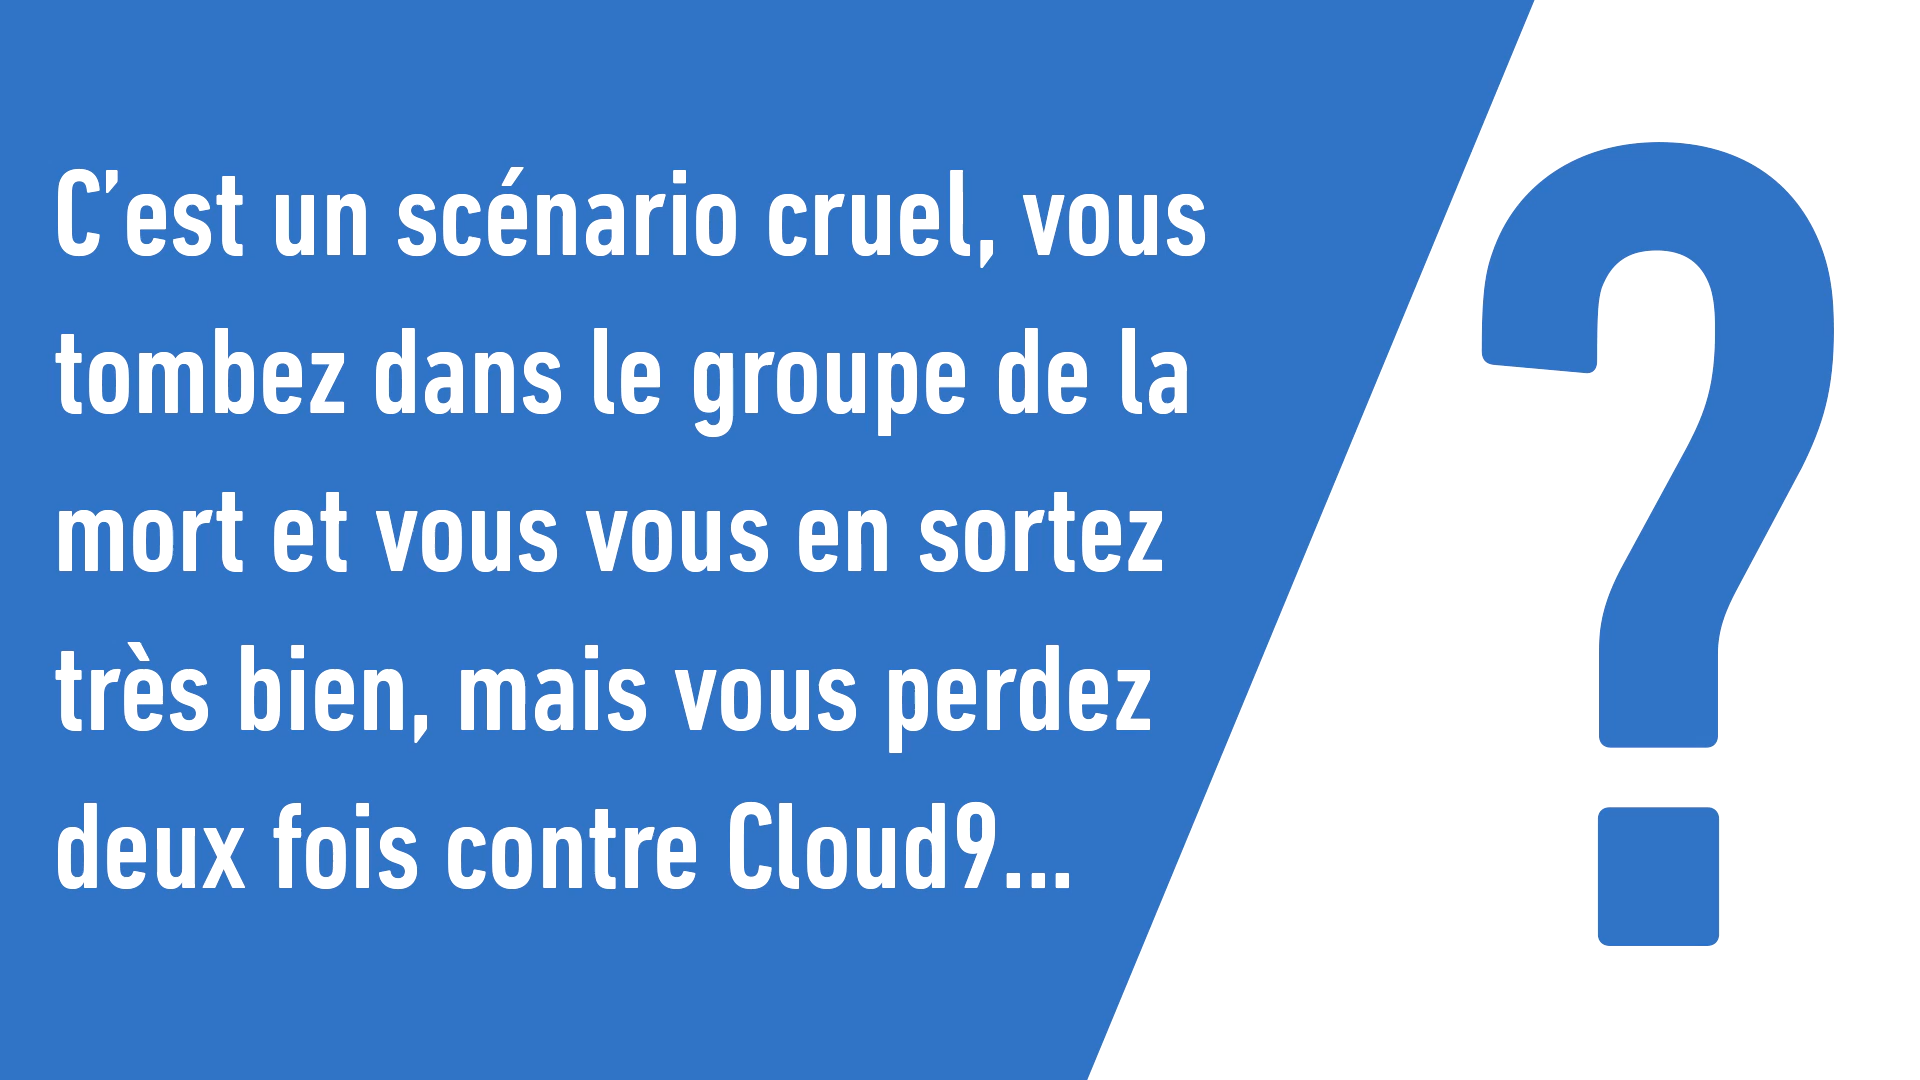 C’est un scénario cruel, vous
tombez dans le groupe de la
mort et vous vous en sortez
très bien, mais vous perdez
deux fois contre Cloud9...
?